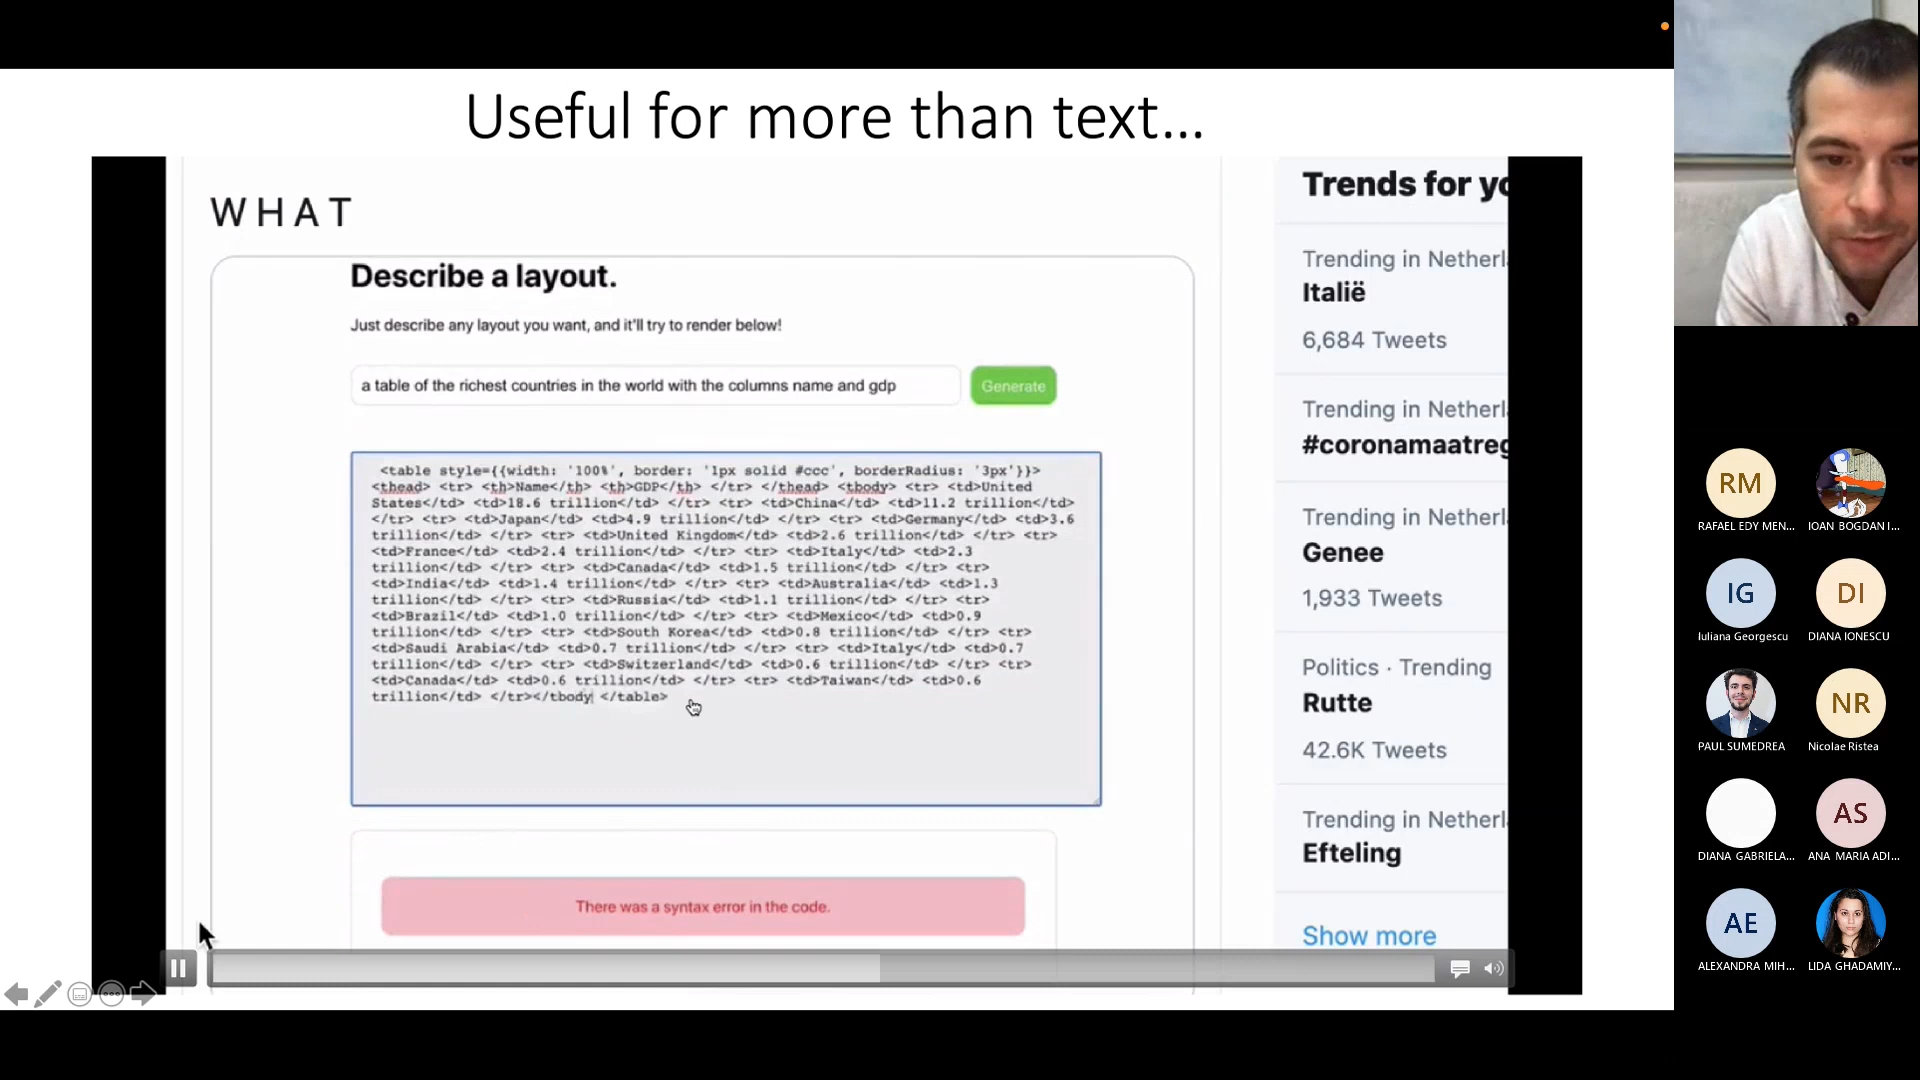 Useful for more than text...
WHAT
Describe a layout.
Just describe any layout you want, and it'll try to render below!
a table of the richest countries in the world with the columns name and gdp
Generate
<table style={{width: '100%', border: '1px solid #ccc', borderRadius: '3px'}}>
<thead> <tr> <th>Name</th> <th>GDP</th> </tr> </thead> <tbody> <tr> <td>United
States</td> <td>18.6 trillion</td> </tr> <tr> <td>China</td> <td>11.2 trillion</td>
</tr> <tr> <td>Japan</td> <td>4.9 trillion</td> </tr> <tr> <td>Germany</td> <td>3.6
trillion</td> </tr> <tr> <td>United Kingdom</td> <td>2.6 trillion</td> </tr> <tr>
<td>France</td> <td>2.4 trillion</td> </tr> <tr> <td>Italy</td> <td>2.3
trillion</td> </tr> <tr> <td>Canada</td> <td>1.5 trillion</td> </tr> <tr>
<td>India</td> <td>1.4 trillion</td> </tr> <tr> <td>Australia</td> <td>1.3
trillion</td> </tr> <tr> <td>Russia</td> <td>1.1 trillion</td> </tr> <tr>
<td>Brazil</td> <td>1.0 trillion</td> </tr> <tr> <td>Mexico</td> <td>0.9
trillion</td> </tr> <tr> <td>South Korea</td> <td>0.8 trillion</td> </tr> <tr>
<td>Saudi Arabia</td> <td>0.7 trillion</td> </tr> <tr> <td>Italy</td> <td>0.7
trillion</td> </tr> <tr> <td>Switzerland</td> <td>0.6 trillion</td> </tr> <tr>
<td>Canada</td> <td>0.6 trillion</td> </tr> <tr> <td>Taiwan</td> <td>0.6
trillion</td> </tr></tbody </table>
There was a syntax error in the code.
Trends for yo
Trending in Netherl
Italië
6,684 Tweets
Trending in Netherl
#coronamaatreg
Trending in Netherl
Genee
1,933 Tweets
Politics · Trending
Rutte
42.6K Tweets
Trending in Netherl
Efteling
Show more
RM
RAFAEL EDY MEN...
IOAN BOGDAN I...
IG
Iuliana Georgescu
DI
DIANA IONESCU
PAUL SUMEDREA
NR
Nicolae Ristea
DIANA GABRIELA...
AS
ANA MARIA ADI...
AE
ALEXANDRA MIH...
LIDA GHADAMIY...